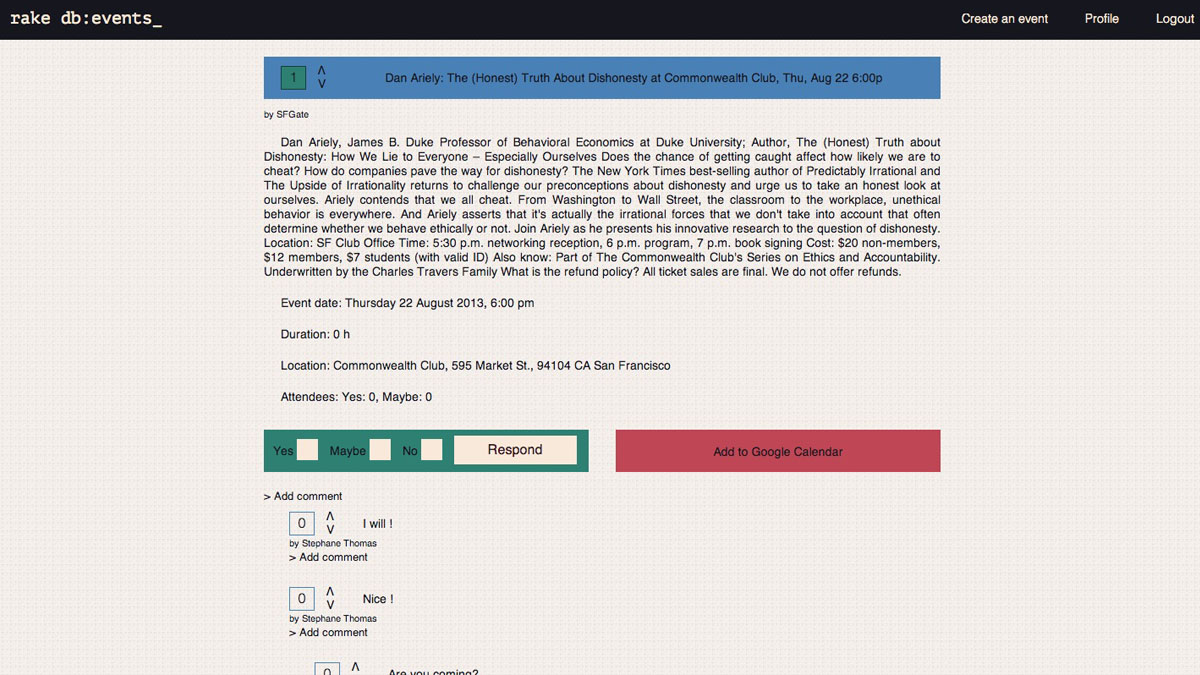 rake db:events_
Create an event Profile Logout
1 Λ V Dan Ariely: The (Honest) Truth About Dishonesty at Commonwealth Club, Thu, Aug 22 6:00p
by SFGate
Dan Ariely, James B. Duke Professor of Behavioral Economics at Duke University; Author, The (Honest) Truth about
Dishonesty: How We Lie to Everyone – Especially Ourselves Does the chance of getting caught affect how likely we are to
cheat? How do companies pave the way for dishonesty? The New York Times best-selling author of Predictably Irrational and
The Upside of Irrationality returns to challenge our preconceptions about dishonesty and urge us to take an honest look at
ourselves. Ariely contends that we all cheat. From Washington to Wall Street, the classroom to the workplace, unethical
behavior is everywhere. And Ariely asserts that it's actually the irrational forces that we don't take into account that often
determine whether we behave ethically or not. Join Ariely as he presents his innovative research to the question of dishonesty.
Location: SF Club Office Time: 5:30 p.m. networking reception, 6 p.m. program, 7 p.m. book signing Cost: $20 non-members,
$12 members, $7 students (with valid ID) Also know: Part of The Commonwealth Club's Series on Ethics and Accountability.
Underwritten by the Charles Travers Family What is the refund policy? All ticket sales are final. We do not offer refunds.
Event date: Thursday 22 August 2013, 6:00 pm
Duration: 0 h
Location: Commonwealth Club, 595 Market St., 94104 CA San Francisco
Attendees: Yes: 0, Maybe: 0
Yes Maybe No Respond
Add to Google Calendar
> Add comment
0 Λ V I will !
by Stephane Thomas
> Add comment
0 Λ V Nice !
by Stephane Thomas
> Add comment
0 Λ Are you coming?